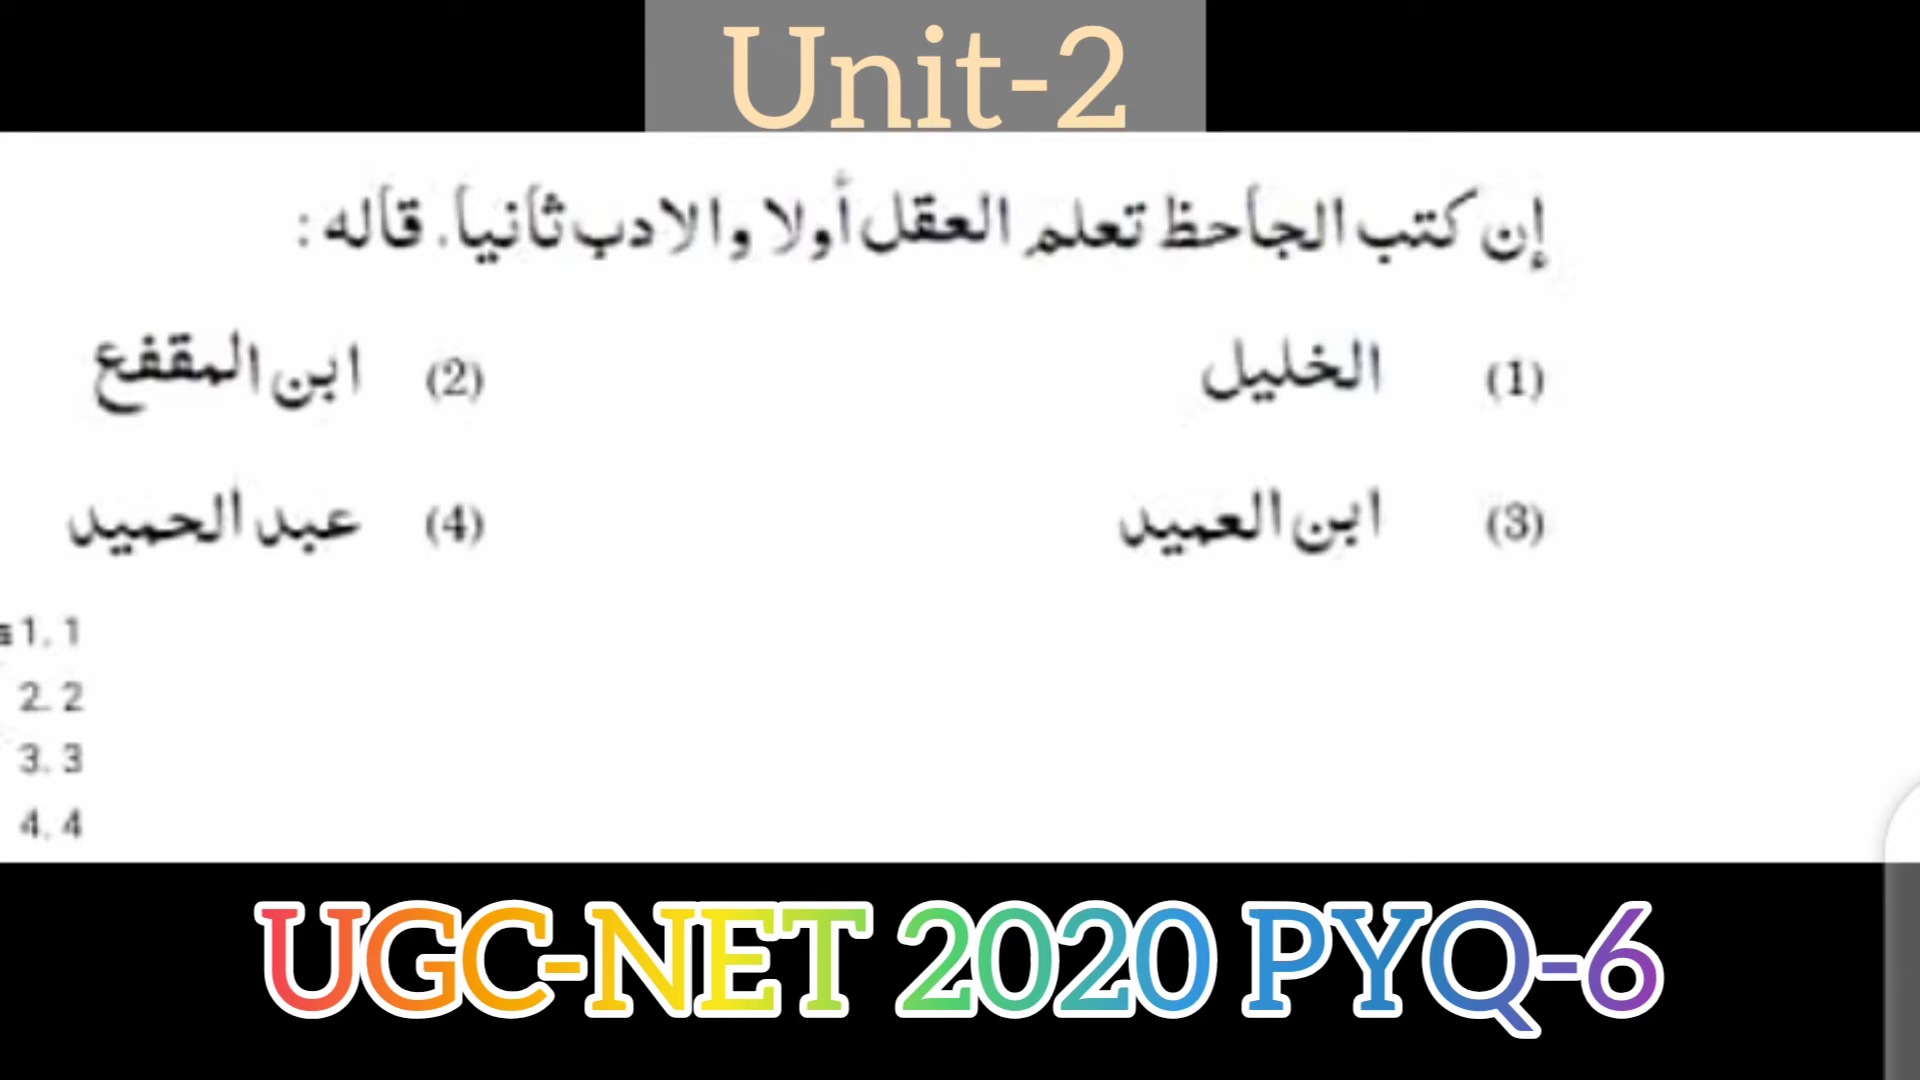 Unit-2
إن كتب الجاحظ تعلم العقل أولا والادب ثانيا. قاله :
(1) الخليل (2) ابن المقفع
(3) ابن العميد (4) عبد الحميد
1. 1
2. 2
3. 3
4. 4
UGC-NET 2020 PYQ-6